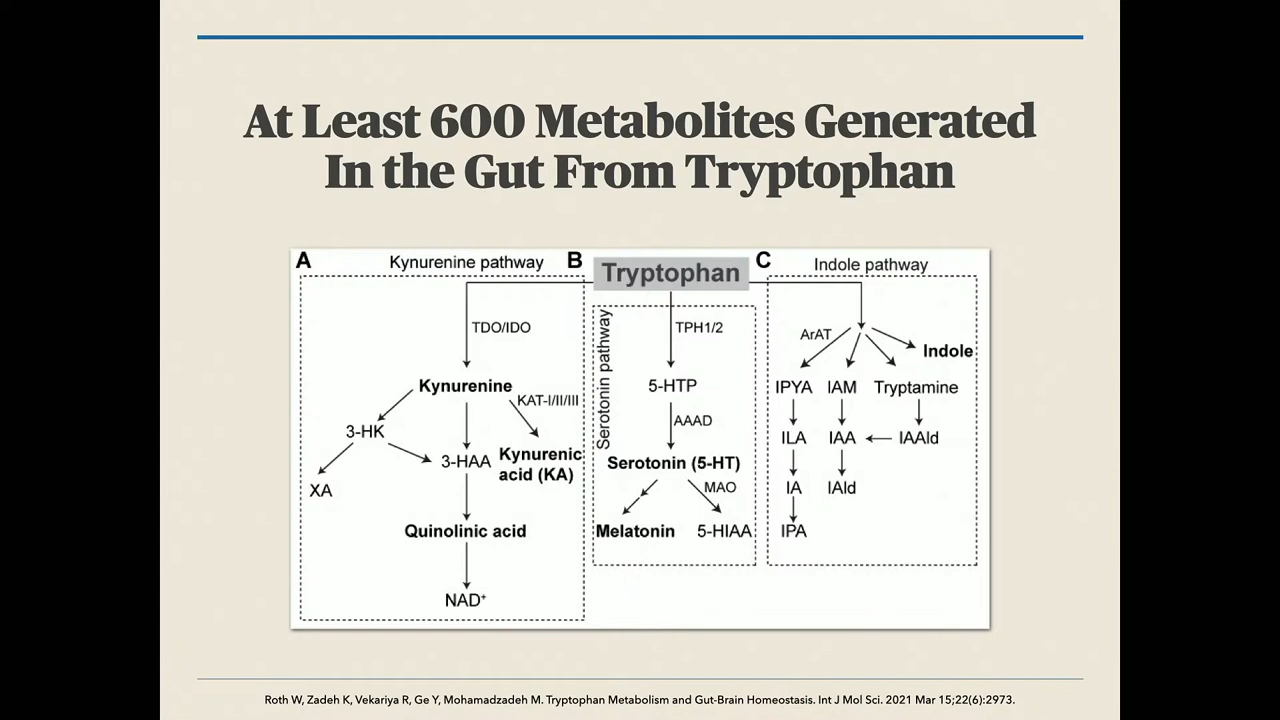 At Least 600 Metabolites Generated
In the Gut From Tryptophan
A
Kynurenine pathway
TDO/IDO
Kynurenine
KAT-I/II/III
3-HK
3-HAA
Kynurenic
acid (KA)
XA
Quinolinic acid
NAD⁺
B
Tryptophan
Serotonin pathway
TPH1/2
5-HTP
AAAD
Serotonin (5-HT)
MAO
Melatonin
5-HIAA
C
Indole pathway
ArAT
Indole
IPYA
IAM
Tryptamine
ILA
IAA
IAAld
IA
IAld
IPA
Roth W, Zadeh K, Vekariya R, Ge Y, Mohamadzadeh M. Tryptophan Metabolism and Gut-Brain Homeostasis. Int J Mol Sci. 2021 Mar 15;22(6):2973.